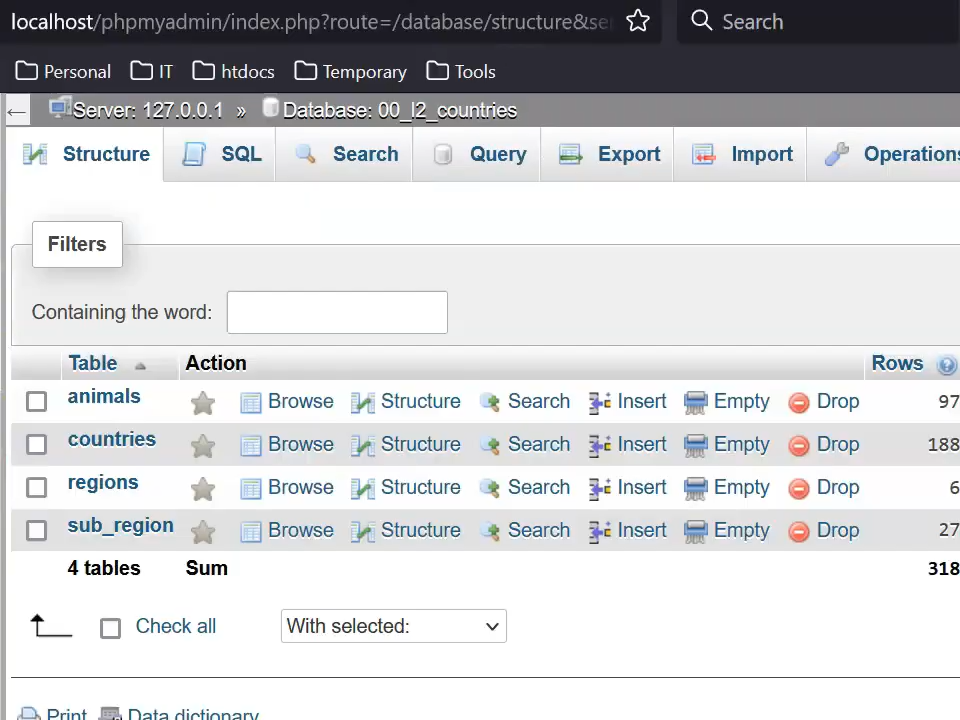 localhost/phpmyadmin/index.php?route=/database/structure&se
Search
Personal IT htdocs Temporary Tools
Server: 127.0.0.1 » Database: 00_l2_countries
Structure SQL Search Query Export Import Operations
Filters
Containing the word:
Table Action Rows
animals Browse Structure Search Insert Empty Drop 97
countries Browse Structure Search Insert Empty Drop 188
regions Browse Structure Search Insert Empty Drop 6
sub_region Browse Structure Search Insert Empty Drop 27
4 tables Sum 318
Check all With selected:
Print Data dictionary